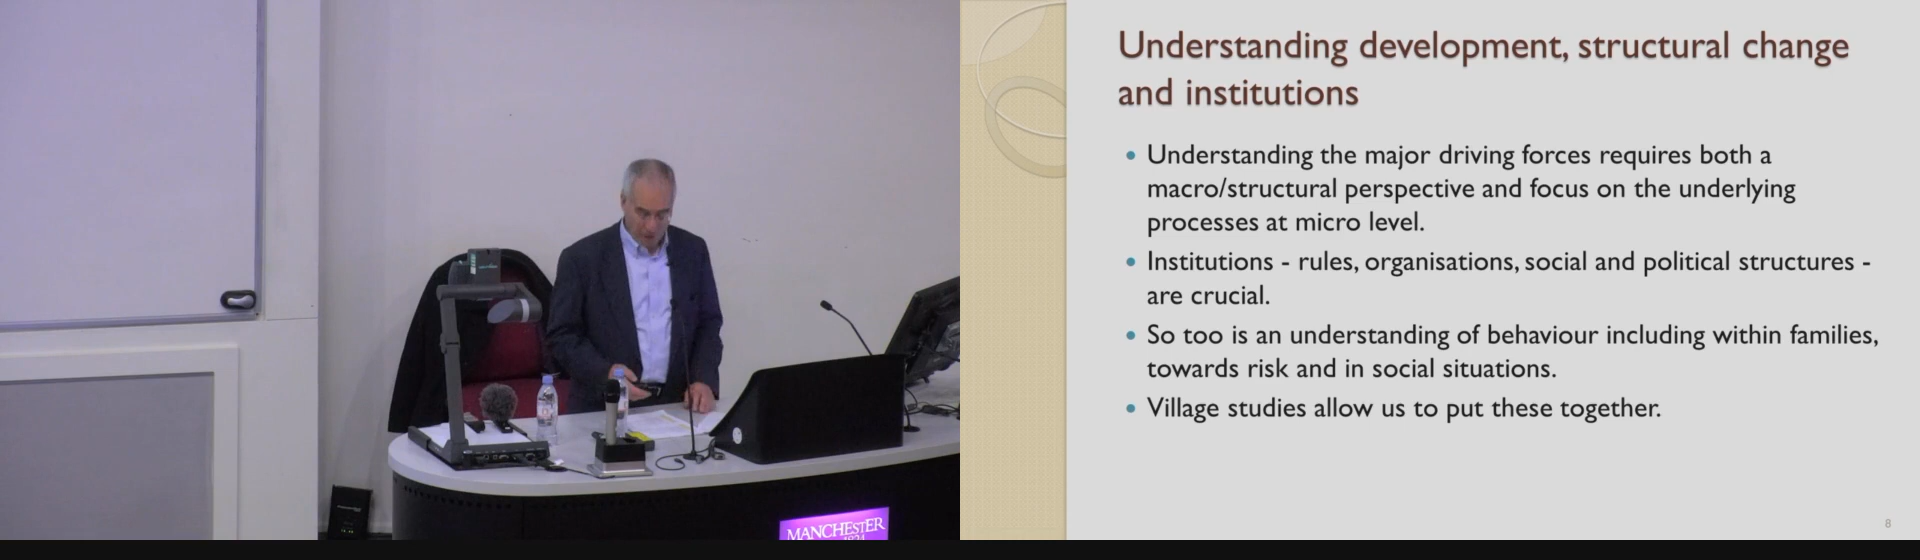 Understanding development, structural change
and institutions
• Understanding the major driving forces requires both a
macro/structural perspective and focus on the underlying
processes at micro level.
• Institutions - rules, organisations, social and political structures -
are crucial.
• So too is an understanding of behaviour including within families,
towards risk and in social situations.
• Village studies allow us to put these together.
8
MANCHESTER
1824